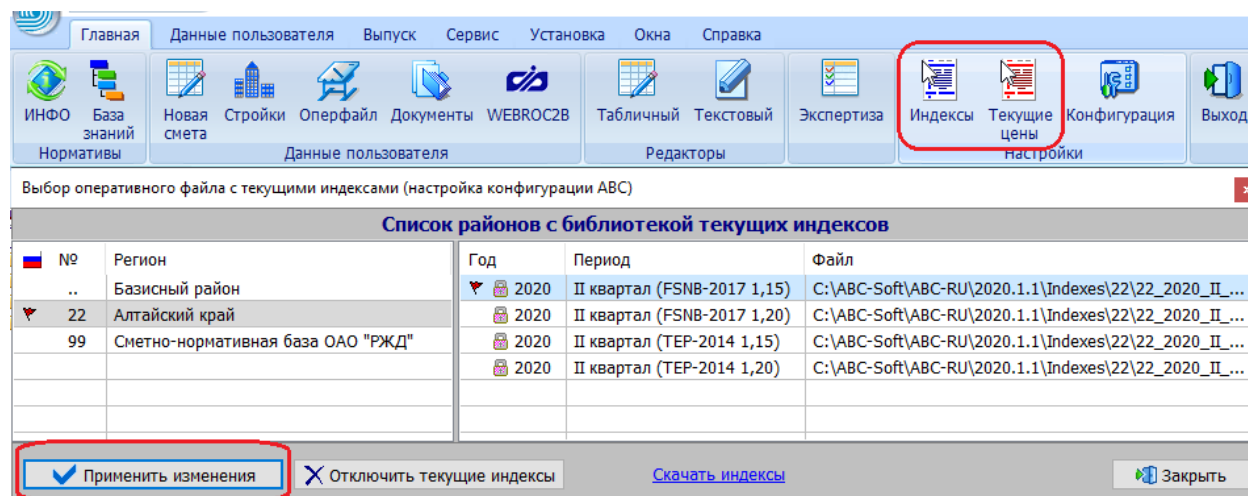 Главная Данные пользователя Выпуск Сервис Установка Окна Справка
ИНФО База знаний Новая смета Стройки Оперфайл Документы WEBROC2B Табличный Текстовый Экспертиза Индексы Текущие цены Конфигурация Выход
Нормативы Данные пользователя Редакторы Настройки
Выбор оперативного файла с текущими индексами (настройка конфигурации АВС)
Список районов с библиотекой текущих индексов
№ Регион Год Период Файл
.. Базисный район 2020 II квартал (FSNB-2017 1,15) C:\ABC-Soft\ABC-RU\2020.1.1\Indexes\22\22_2020_II_...
22 Алтайский край 2020 II квартал (FSNB-2017 1,20) C:\ABC-Soft\ABC-RU\2020.1.1\Indexes\22\22_2020_II_...
99 Сметно-нормативная база ОАО "РЖД" 2020 II квартал (ТЕР-2014 1,15) C:\ABC-Soft\ABC-RU\2020.1.1\Indexes\22\22_2020_II_...
2020 II квартал (ТЕР-2014 1,20) C:\ABC-Soft\ABC-RU\2020.1.1\Indexes\22\22_2020_II_...
Применить изменения Отключить текущие индексы Скачать индексы Закрыть